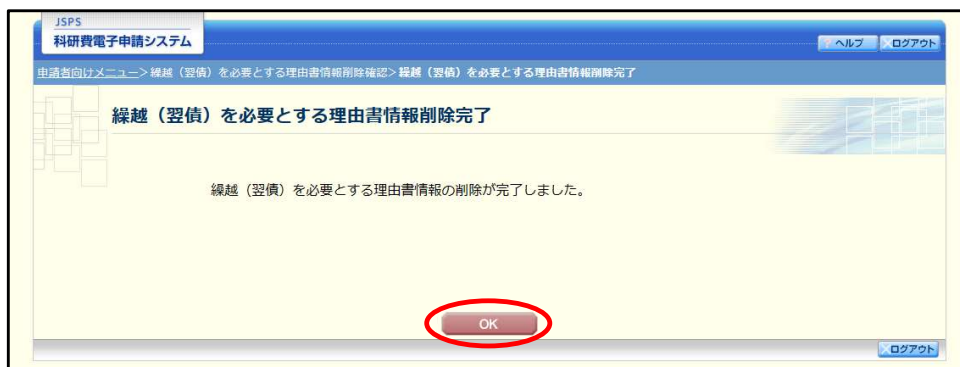 JSPS
科研費電子申請システム
ヘルプ ログアウト
申請者向けメニュー>繰越（翌債）を必要とする理由書情報削除確認>繰越（翌債）を必要とする理由書情報削除完了
繰越（翌債）を必要とする理由書情報削除完了
繰越（翌債）を必要とする理由書情報の削除が完了しました。
OK
ログアウト